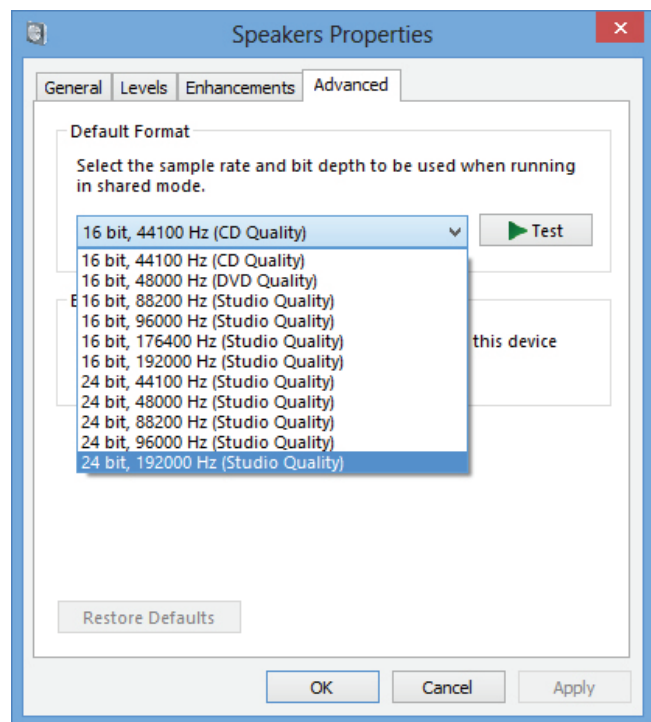 Speakers Properties
General Levels Enhancements Advanced
Default Format
Select the sample rate and bit depth to be used when running
in shared mode.
16 bit, 44100 Hz (CD Quality)
Test
16 bit, 44100 Hz (CD Quality)
16 bit, 48000 Hz (DVD Quality)
16 bit, 88200 Hz (Studio Quality)
16 bit, 96000 Hz (Studio Quality)
16 bit, 176400 Hz (Studio Quality)
this device
16 bit, 192000 Hz (Studio Quality)
24 bit, 44100 Hz (Studio Quality)
24 bit, 48000 Hz (Studio Quality)
24 bit, 88200 Hz (Studio Quality)
24 bit, 96000 Hz (Studio Quality)
24 bit, 192000 Hz (Studio Quality)
Restore Defaults
OK Cancel Apply